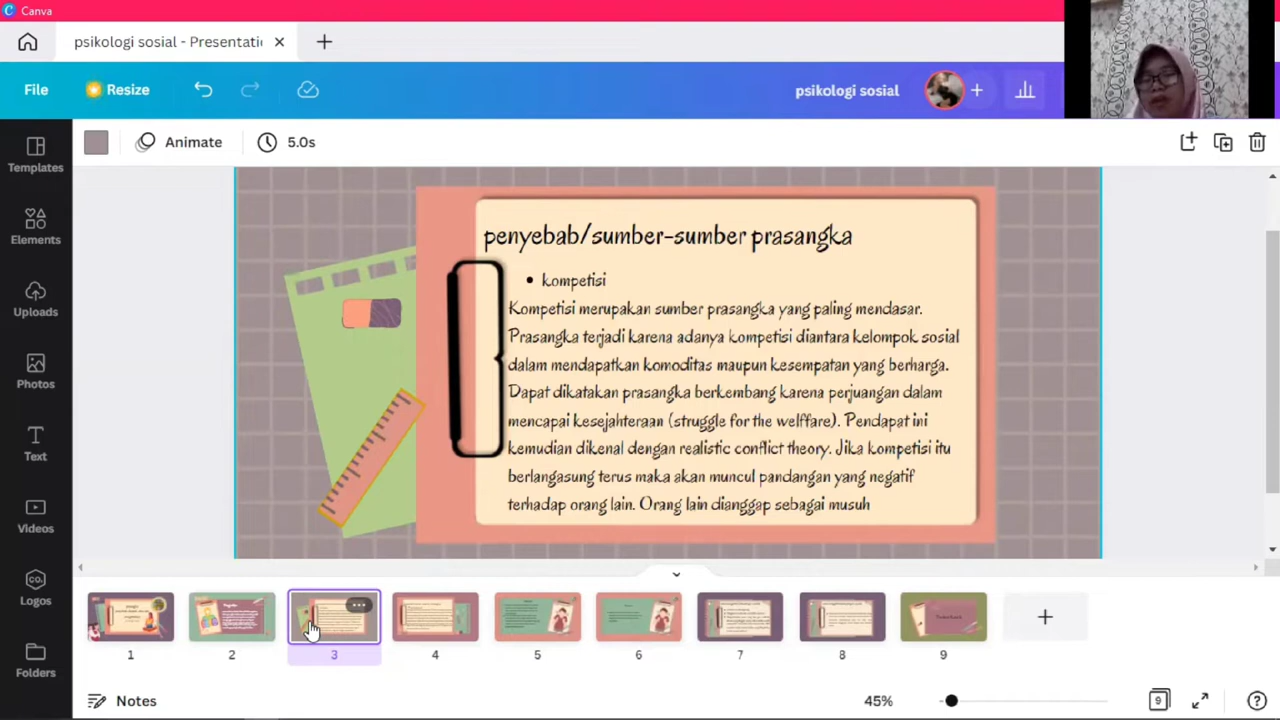 Canva
psikologi sosial - Presentatic
File
Resize
psikologi sosial
Animate
5.0s
Templates
Elements
Uploads
Photos
Text
Videos
Logos
Folders
penyebab/sumber-sumber prasangka
• kompetisi
Kompetisi merupakan sumber prasangka yang paling mendasar.
Prasangka terjadi karena adanya kompetisi diantara kelompok sosial
dalam mendapatkan komoditas maupun kesempatan yang berharga.
Dapat dikatakan prasangka berkembang karena perjuangan dalam
mencapai kesejahteraan (struggle for the welffare). Pendapat ini
kemudian dikenal dengan realistic conflict theory. Jika kompetisi itu
berlangasung terus maka akan muncul pandangan yang negatif
terhadap orang lain. Orang lain dianggap sebagai musuh
1
2
3
4
5
6
7
8
9
Notes
45%
9